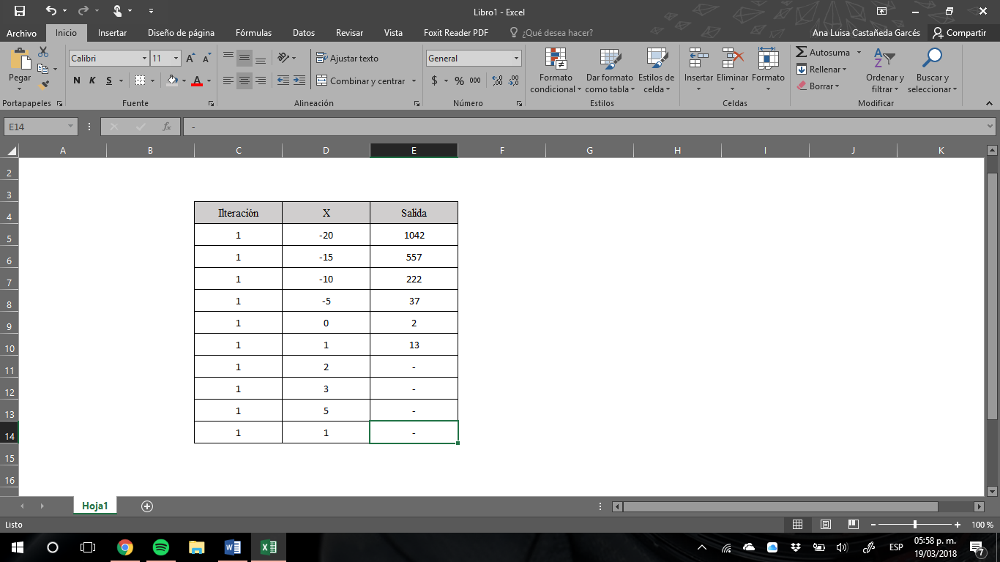 Libro1 - Excel
Archivo Inicio Insertar Diseño de página Fórmulas Datos Revisar Vista Foxit Reader PDF ¿Qué desea hacer? Ana Luisa Castañeda Garcés Compartir
Pegar
Portapapeles
Calibri 11
N K S
Fuente
Ajustar texto
Combinar y centrar
Alineación
General
$ % 000
Número
Formato condicional
Dar formato como tabla
Estilos de celda
Estilos
Insertar Eliminar Formato
Celdas
Autosuma
Rellenar
Borrar
Ordenar y filtrar
Buscar y seleccionar
Modificar
E14 fx -
A B C D E F G H I J K
2
3
4 Ilteración X Salida
5 1 -20 1042
6 1 -15 557
7 1 -10 222
8 1 -5 37
9 1 0 2
10 1 1 13
11 1 2 -
12 1 3 -
13 1 5 -
14 1 1 -
15
16
Hoja1
Listo 100 %
ESP 05:58 p. m.
19/03/2018 7